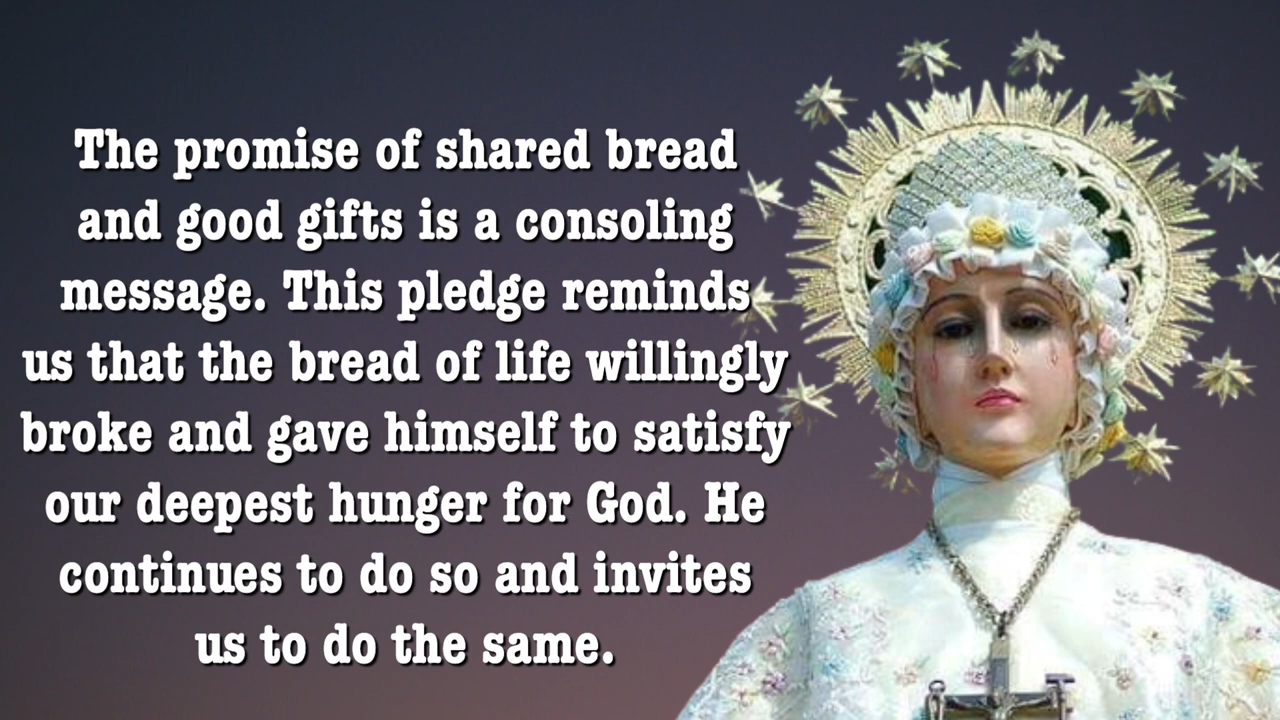 The promise of shared bread
and good gifts is a consoling
message. This pledge reminds
us that the bread of life willingly
broke and gave himself to satisfy
our deepest hunger for God. He
continues to do so and invites
us to do the same.